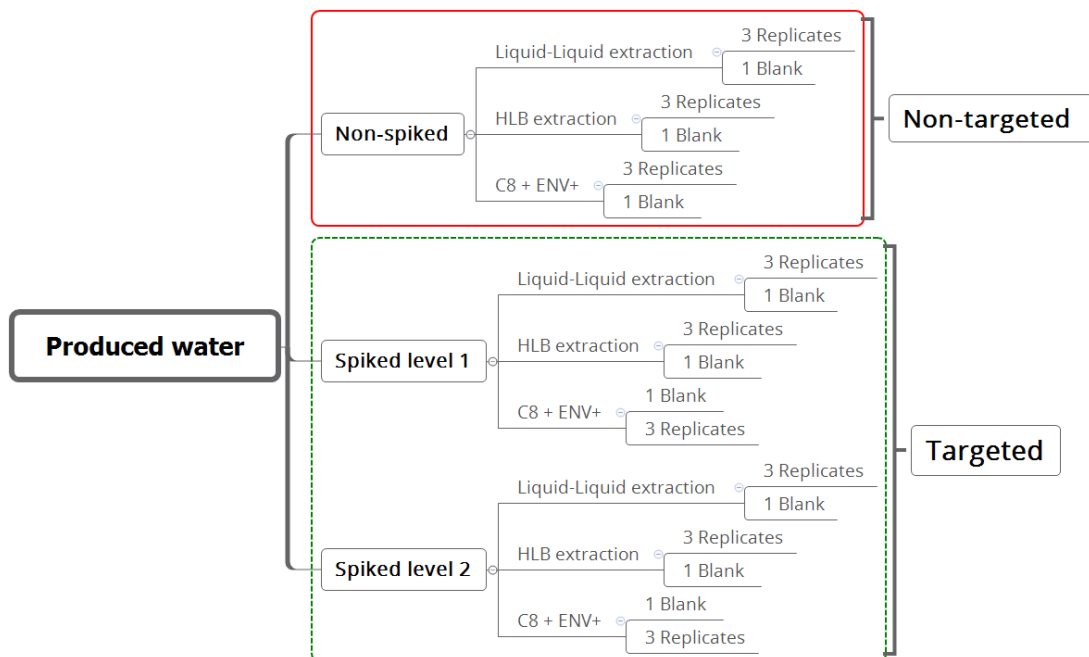 Produced water
Non-spiked
Liquid-Liquid extraction
3 Replicates
1 Blank
HLB extraction
3 Replicates
1 Blank
C8 + ENV+
3 Replicates
1 Blank
Non-targeted
Spiked level 1
Liquid-Liquid extraction
3 Replicates
1 Blank
HLB extraction
3 Replicates
1 Blank
C8 + ENV+
1 Blank
3 Replicates
Spiked level 2
Liquid-Liquid extraction
3 Replicates
1 Blank
HLB extraction
3 Replicates
1 Blank
C8 + ENV+
1 Blank
3 Replicates
Targeted